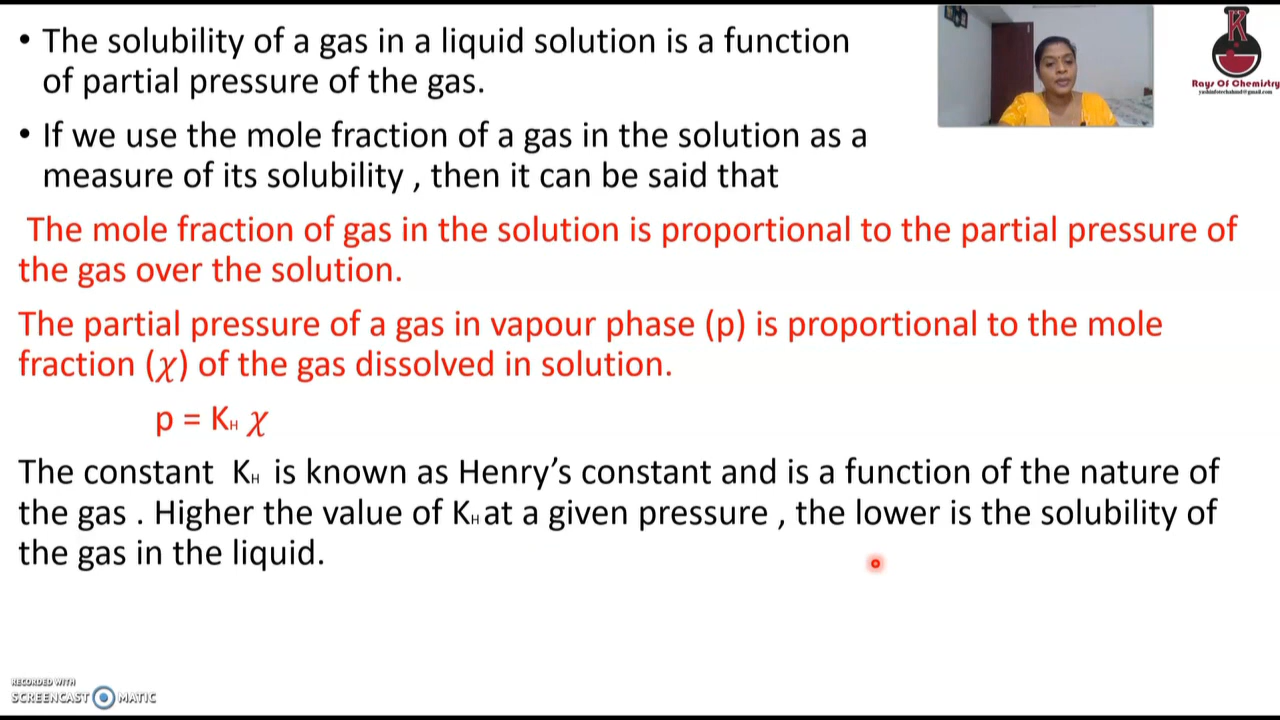 • The solubility of a gas in a liquid solution is a function
of partial pressure of the gas.
• If we use the mole fraction of a gas in the solution as a
measure of its solubility , then it can be said that
The mole fraction of gas in the solution is proportional to the partial pressure of
the gas over the solution.
The partial pressure of a gas in vapour phase (p) is proportional to the mole
fraction (χ) of the gas dissolved in solution.
p = KH χ
The constant KH is known as Henry’s constant and is a function of the nature of
the gas . Higher the value of KH at a given pressure , the lower is the solubility of
the gas in the liquid.
K
Rays Of Chemistry
RECORDED WITH
SCREENCAST MATIC